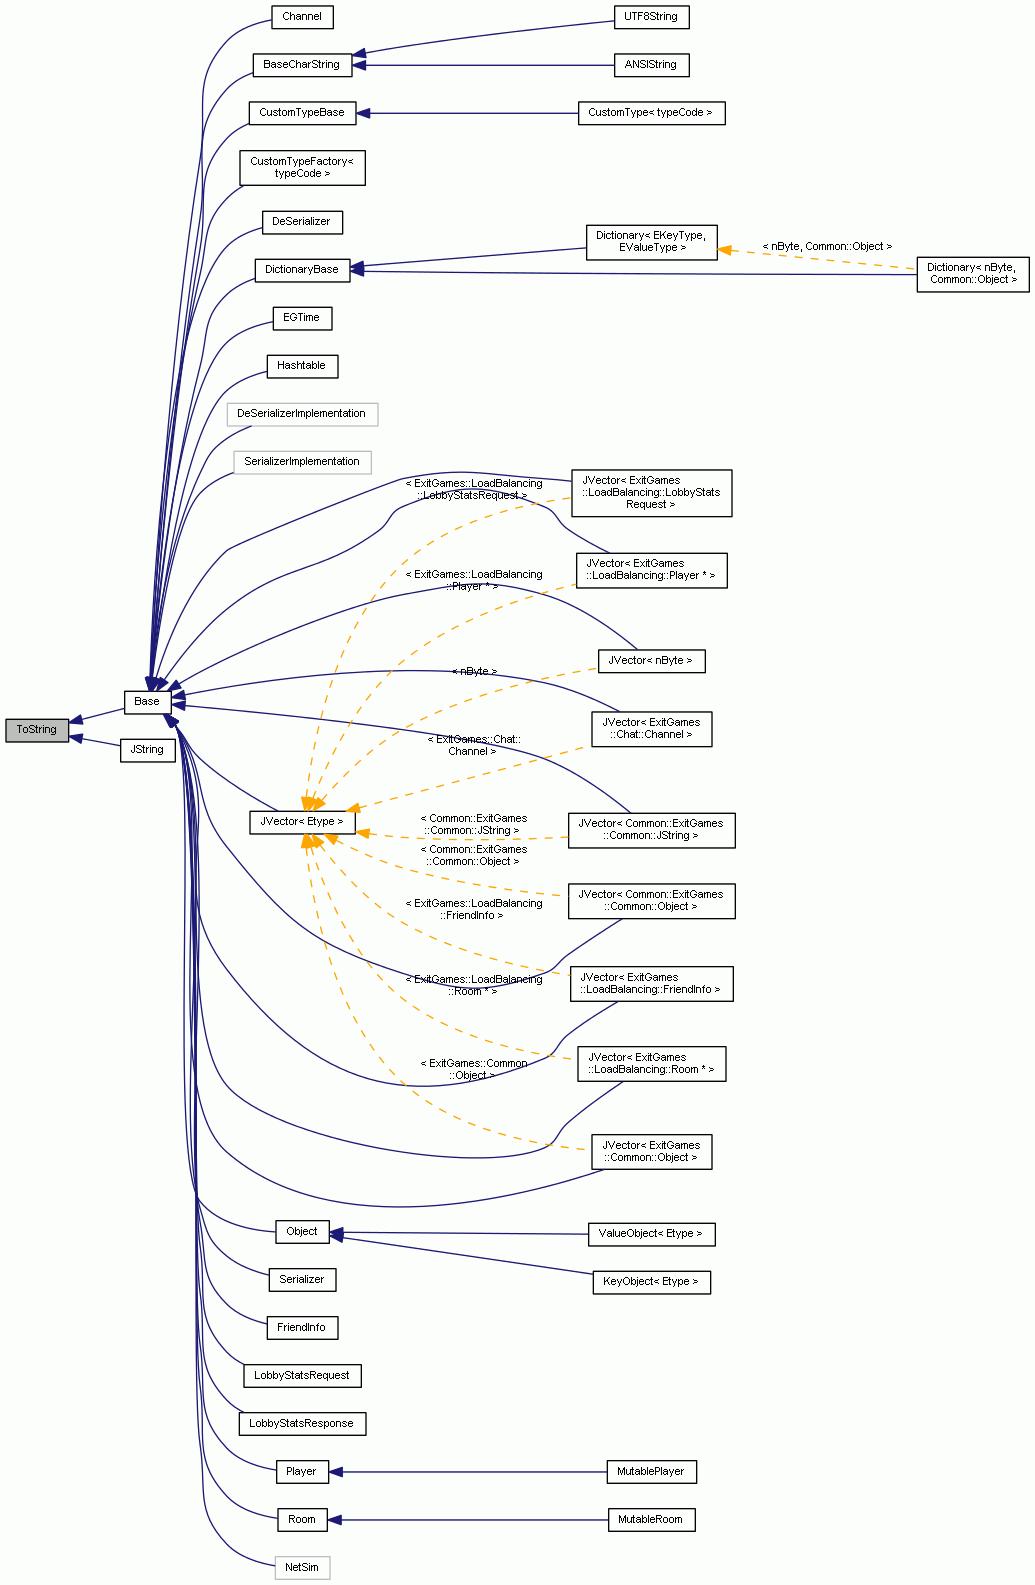 Channel
UTF8String
BaseCharString
ANSIString
CustomTypeBase
CustomType< typeCode >
CustomTypeFactory<
typeCode >
DeSerializer
Dictionary< EKeyType,
EValueType >
< nByte, Common::Object >
DictionaryBase
Dictionary< nByte,
Common::Object >
EGTime
Hashtable
DeSerializerImplementation
SerializerImplementation
< ExitGames::LoadBalancing
::LobbyStatsRequest >
JVector< ExitGames
::LoadBalancing::LobbyStats
Request >
< ExitGames::LoadBalancing
::Player * >
JVector< ExitGames
::LoadBalancing::Player * >
< nByte >
JVector< nByte >
Base
ToString
JString
< ExitGames::Chat::
Channel >
JVector< ExitGames
::Chat::Channel >
JVector< Etype >
< Common::ExitGames
::Common::JString >
JVector< Common::ExitGames
::Common::JString >
< Common::ExitGames
::Common::Object >
JVector< Common::ExitGames
::Common::Object >
< ExitGames::LoadBalancing
::FriendInfo >
JVector< ExitGames
::LoadBalancing::FriendInfo >
< ExitGames::LoadBalancing
::Room * >
JVector< ExitGames
::LoadBalancing::Room * >
< ExitGames::Common
::Object >
JVector< ExitGames
::Common::Object >
Object
ValueObject< Etype >
Serializer
KeyObject< Etype >
FriendInfo
LobbyStatsRequest
LobbyStatsResponse
Player
MutablePlayer
Room
MutableRoom
NetSim